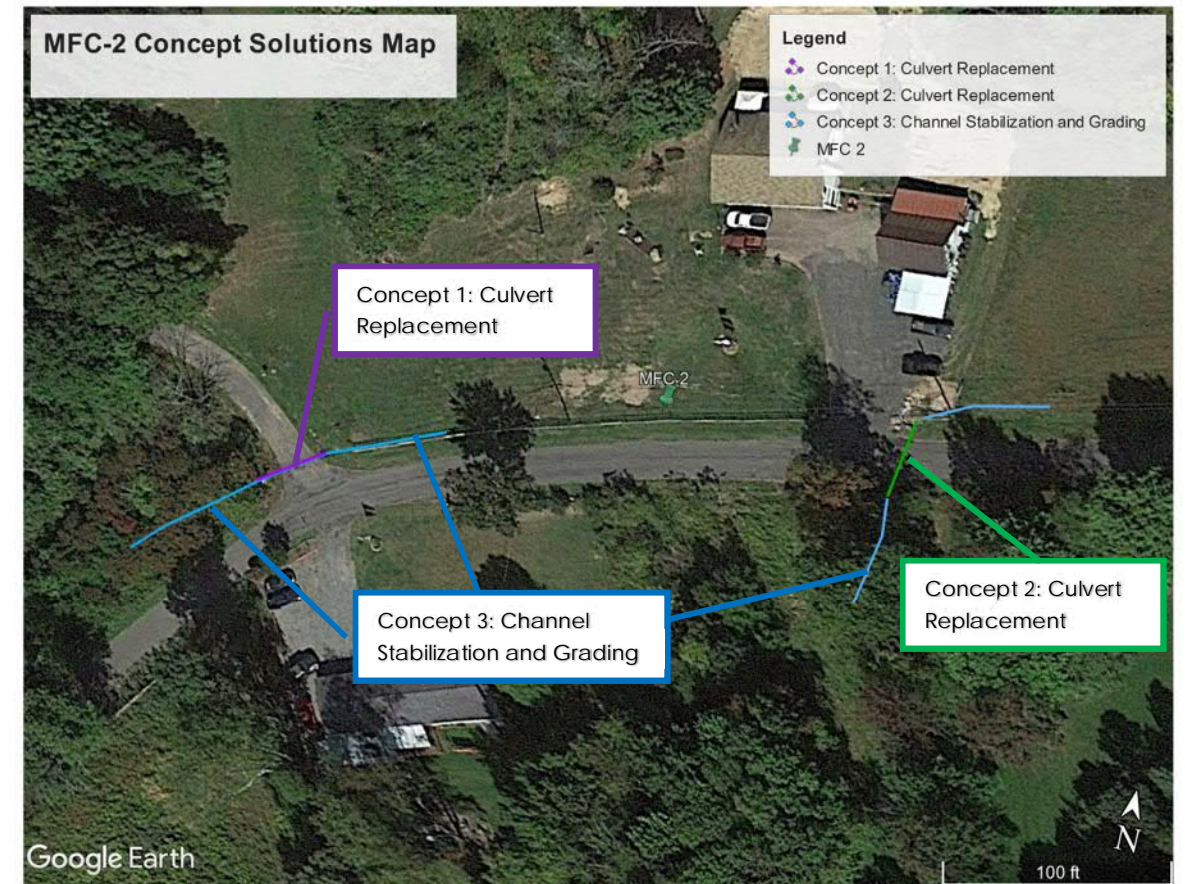 MFC-2 Concept Solutions Map
Legend
Concept 1: Culvert Replacement
Concept 2: Culvert Replacement
Concept 3: Channel Stabilization and Grading
MFC 2
Concept 1: Culvert
Replacement
MFC-2
Concept 2: Culvert
Replacement
Concept 3: Channel
Stabilization and Grading
Google Earth
N
100 ft